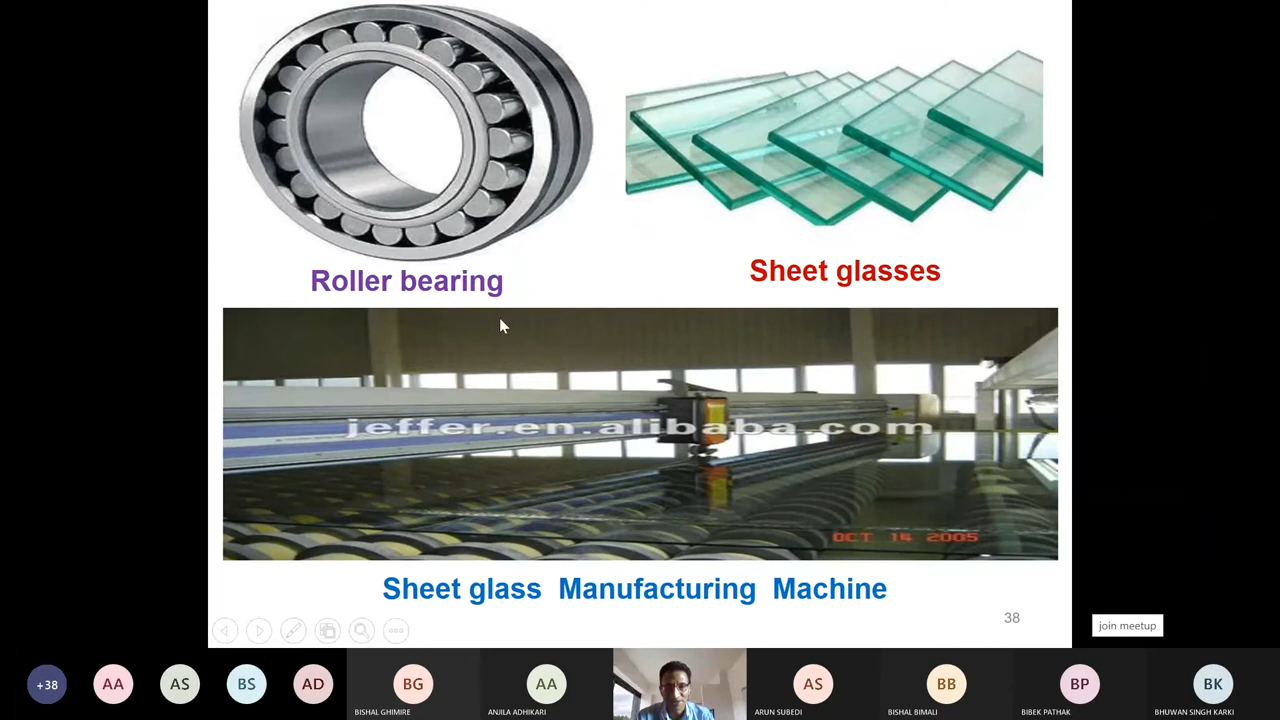 Roller bearing
Sheet glasses
jeffer.en.alibaba.com
OCT 14 2005
Sheet glass Manufacturing Machine
38
join meetup
+38
AA
AS
BS
AD
BG
BISHAL GHIMIRE
AA
ANJILA ADHIKARI
AS
ARUN SUBEDI
BB
BISHAL BIMALI
BP
BIBEK PATHAK
BK
BHUWAN SINGH KARKI